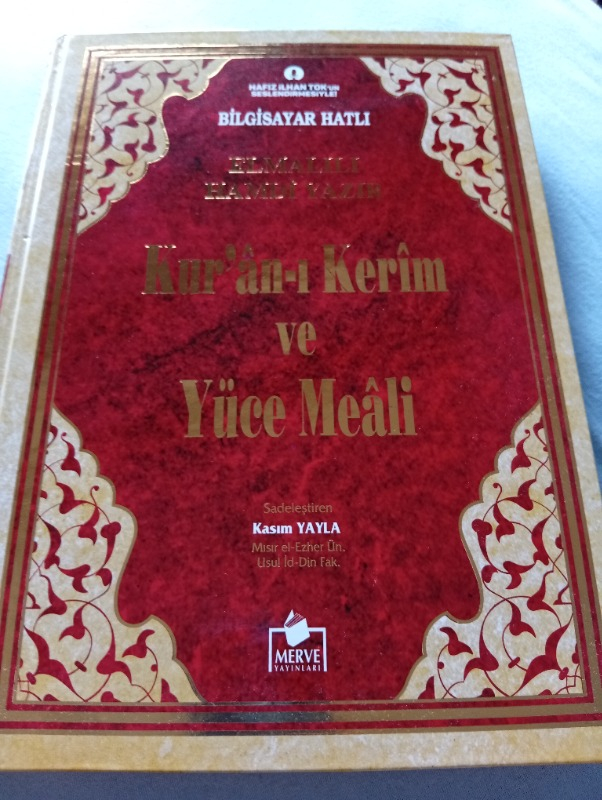 HAFIZ İLHAN TOK'UN
SESLENDİRMESİYLE!
BİLGİSAYAR HATLI
ELMALILI
HAMDİ YAZIR
Kur'ân-ı Kerîm
ve
Yüce Meâli
Sadeleştiren
Kasım YAYLA
Mısır el-Ezher Ün.
Usul İd-Din Fak.
MERVE
YAYINLARI